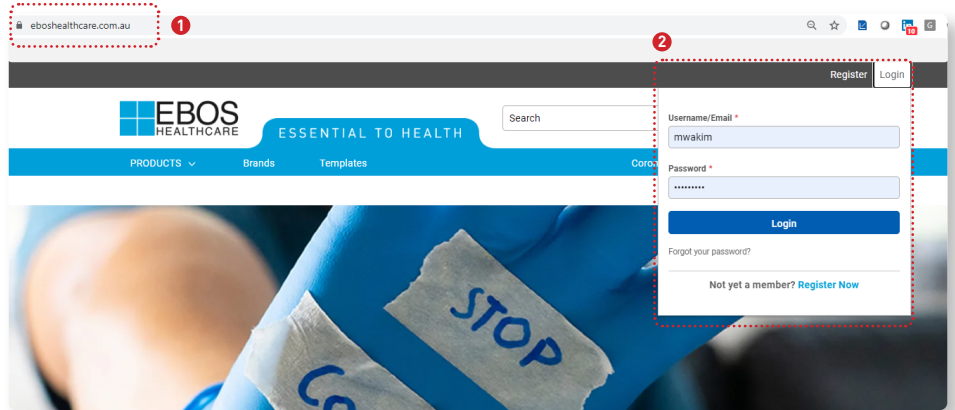 eboshealthcare.com.au
1
10
G
2
Register Login
EBOS
HEALTHCARE
ESSENTIAL TO HEALTH
Search
Username/Email *
mwakim
PRODUCTS Brands Templates
Password *
•••••••••
Login
Forgot your password?
Not yet a member? Register Now
STOP